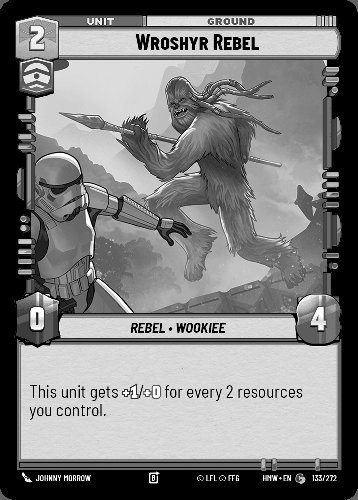 UNIT
GROUND
2
WROSHYR REBEL
0
REBEL • WOOKIEE
4
This unit gets +1/+0 for every 2 resources
you control.
JOHNNY MORROW
© LFL © FFG
HMW • EN
133/272